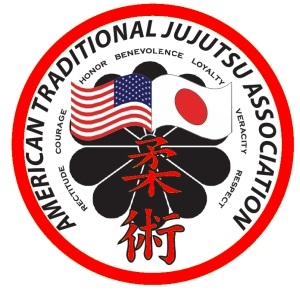 AMERICAN TRADITIONAL JUJUTSU ASSOCIATION
RECTITUDE COURAGE HONOR BENEVOLENCE LOYALTY VERACITY RESPECT
柔
術